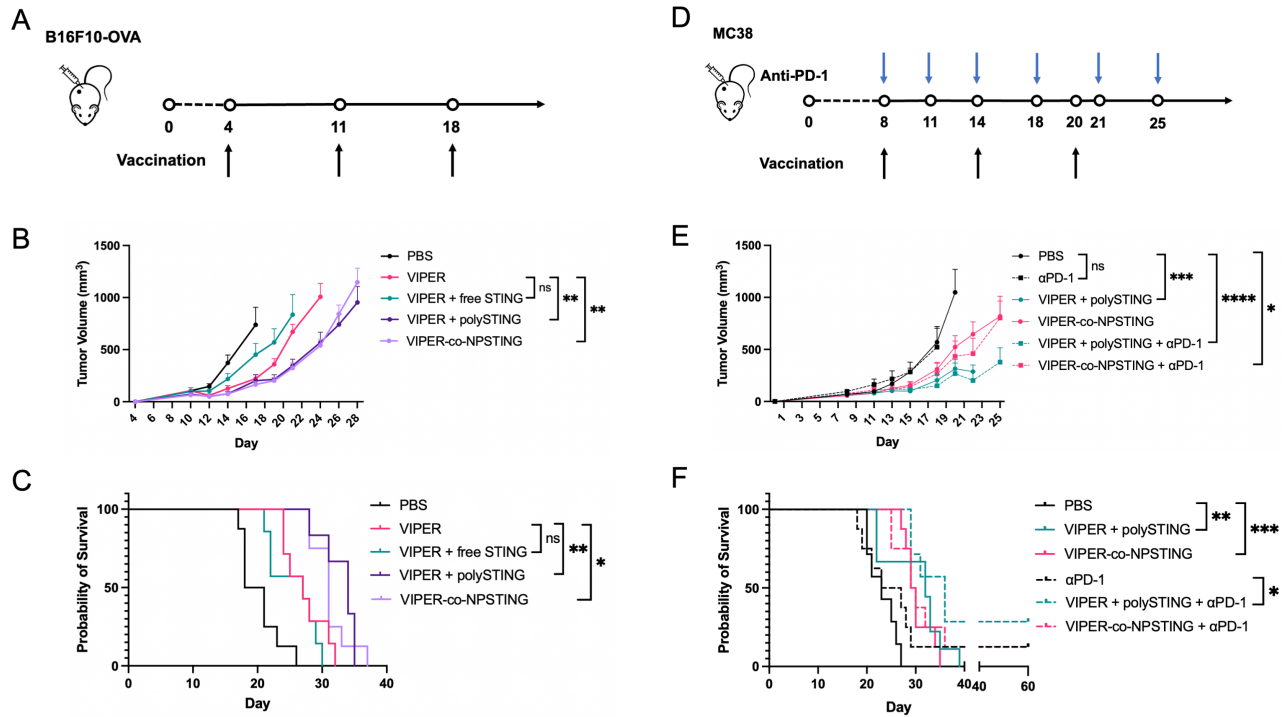 A
B16F10-OVA
0
4
11
18
Vaccination
B
Tumor Volume (mm³)
1500
1000
500
0
4
6
8
10
12
14
16
18
20
22
24
26
28
Day
PBS
VIPER
VIPER + free STING
VIPER + polySTING
VIPER-co-NPSTING
ns
**
**
C
Probability of Survival
100
50
0
0
10
20
30
40
Day
PBS
VIPER
VIPER + free STING
VIPER + polySTING
VIPER-co-NPSTING
ns
**
*
D
MC38
Anti-PD-1
0
8
11
14
18
20
21
25
Vaccination
E
Tumor Volume (mm³)
1500
1000
500
0
1
3
5
7
9
11
13
15
17
19
21
23
25
Day
PBS
αPD-1
VIPER + polySTING
VIPER-co-NPSTING
VIPER + polySTING + αPD-1
VIPER-co-NPSTING + αPD-1
ns
***
****
*
F
Probability of Survival
100
50
0
0
10
20
30
40
40
60
Day
PBS
VIPER + polySTING
VIPER-co-NPSTING
αPD-1
VIPER + polySTING + αPD-1
VIPER-co-NPSTING + αPD-1
**
***
*